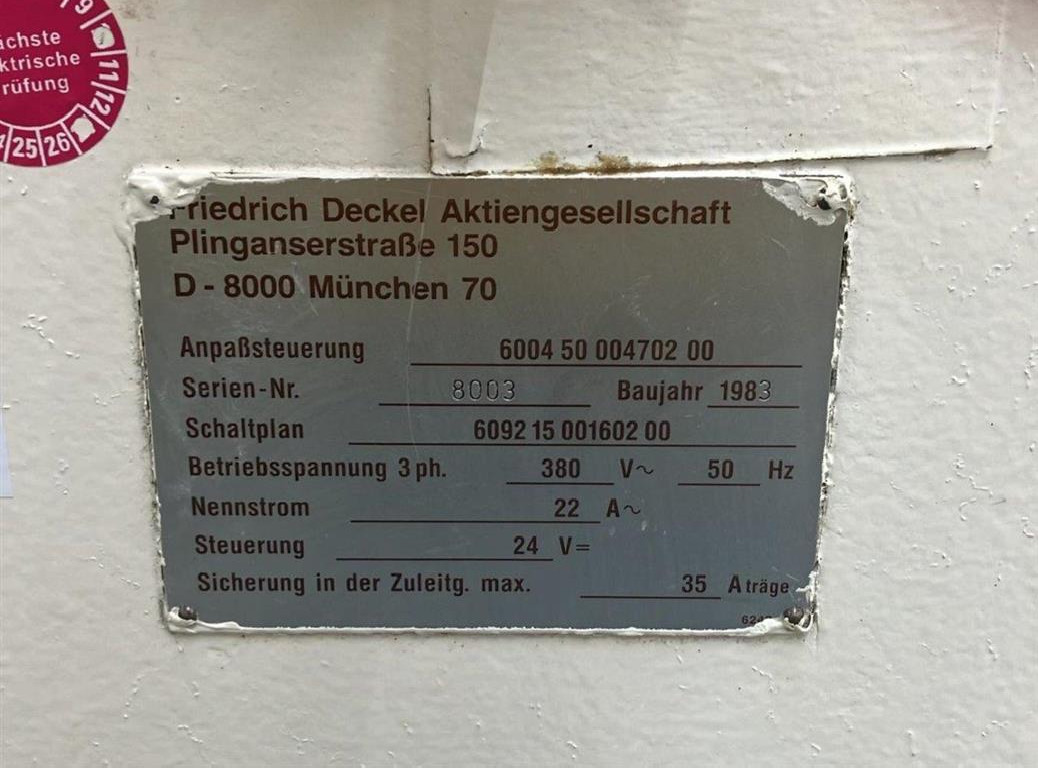 ächste
ktrische
rüfung
9
11/12
25|26
Friedrich Deckel Aktiengesellschaft
Plinganserstraße 150
D - 8000 München 70
Anpaßsteuerung 6004 50 004702 00
Serien-Nr. 8003 Baujahr 1983
Schaltplan 6092 15 001602 00
Betriebsspannung 3 ph. 380 V~ 50 Hz
Nennstrom 22 A~
Steuerung 24 V=
Sicherung in der Zuleitg. max. 35 A träge